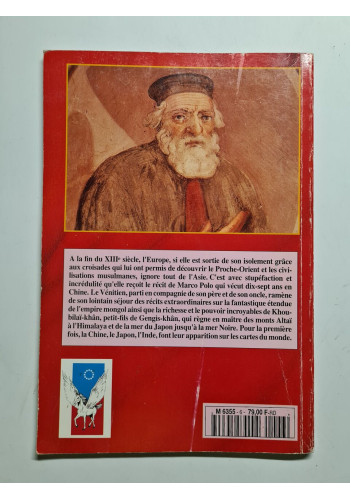 A la fin du XIIIᵉ siècle, l'Europe, si elle est sortie de son isolement grâce
aux croisades qui lui ont permis de découvrir le Proche-Orient et les civi-
lisations musulmanes, ignore tout de l'Asie. C'est avec stupéfaction et
incrédulité qu'elle reçoit le récit de Marco Polo qui vécut dix-sept ans en
Chine. Le Vénitien, parti en compagnie de son père et de son oncle, ramène
de son lointain séjour des récits extraordinaires sur la fantastique étendue
de l'empire mongol ainsi que la richesse et le pouvoir incroyables de Khou-
bilaï-khân, petit-fils de Gengis-khân, qui règne en maître des monts Altaï
à l'Himalaya et de la mer du Japon jusqu'à la mer Noire. Pour la première
fois, la Chine, le Japon, l'Inde, font leur apparition sur les cartes du monde.
M 6355 - 6 - 79,00 F-RD